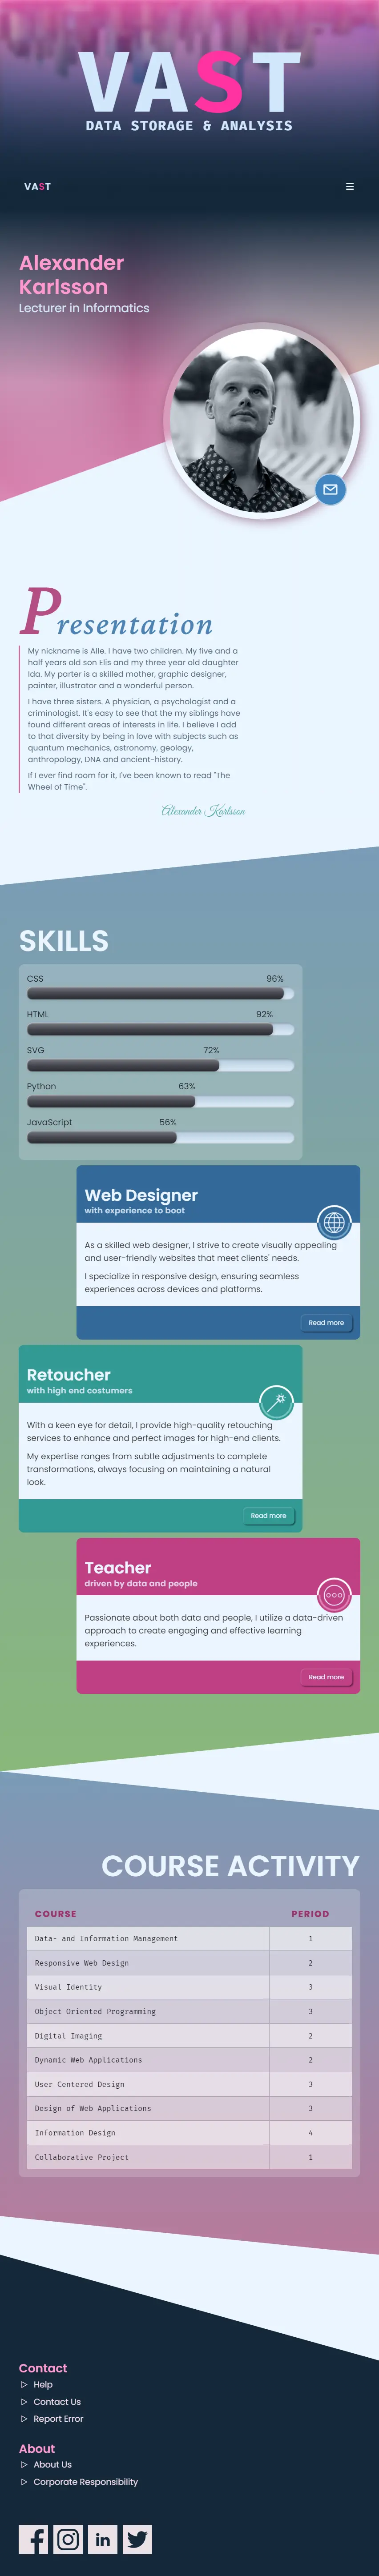 VAST
DATA STORAGE & ANALYSIS
VAST
Alexander
Karlsson
Lecturer in Informatics
Presentation
My nickname is Alle. I have two children. My five and a
half years old son Elis and my three year old daughter
Ida. My parter is a skilled mother, graphic designer,
painter, illustrator and a wonderful person.
I have three sisters. A physician, a psychologist and a
criminologist. It's easy to see that the my siblings have
found different areas of interests in life. I believe I add
to that diversity by being in love with subjects such as
quantum mechanics, astronomy, geology,
anthropology, DNA and ancient-history.
If I ever find room for it, I've been known to read "The
Wheel of Time".
Alexander Karlsson
SKILLS
CSS 96%
HTML 92%
SVG 72%
Python 63%
JavaScript 56%
Web Designer
with experience to boot
As a skilled web designer, I strive to create visually appealing
and user-friendly websites that meet clients' needs.
I specialize in responsive design, ensuring seamless
experiences across devices and platforms.
Read more
Retoucher
with high end costumers
With a keen eye for detail, I provide high-quality retouching
services to enhance and perfect images for high-end clients.
My expertise ranges from subtle adjustments to complete
transformations, always focusing on maintaining a natural
look.
Read more
Teacher
driven by data and people
Passionate about both data and people, I utilize a data-driven
approach to create engaging and effective learning
experiences.
Read more
COURSE ACTIVITY
COURSE PERIOD
Data- and Information Management 1
Responsive Web Design 2
Visual Identity 3
Object Oriented Programming 3
Digital Imaging 2
Dynamic Web Applications 2
User Centered Design 3
Design of Web Applications 3
Information Design 4
Collaborative Project 1
Contact
Help
Contact Us
Report Error
About
About Us
Corporate Responsibility